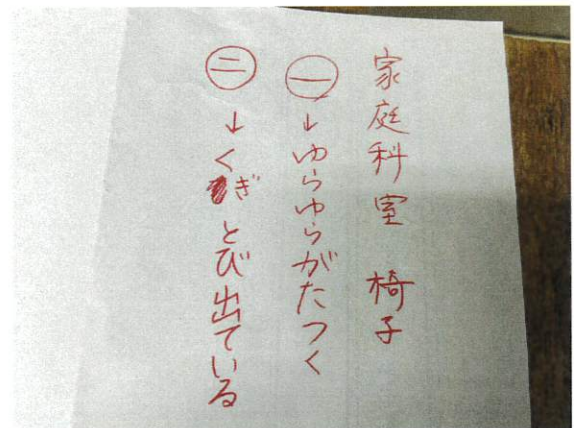 家庭科室 椅子
㊀→ゆらゆらがたつく
㊁→くぎとび出ている